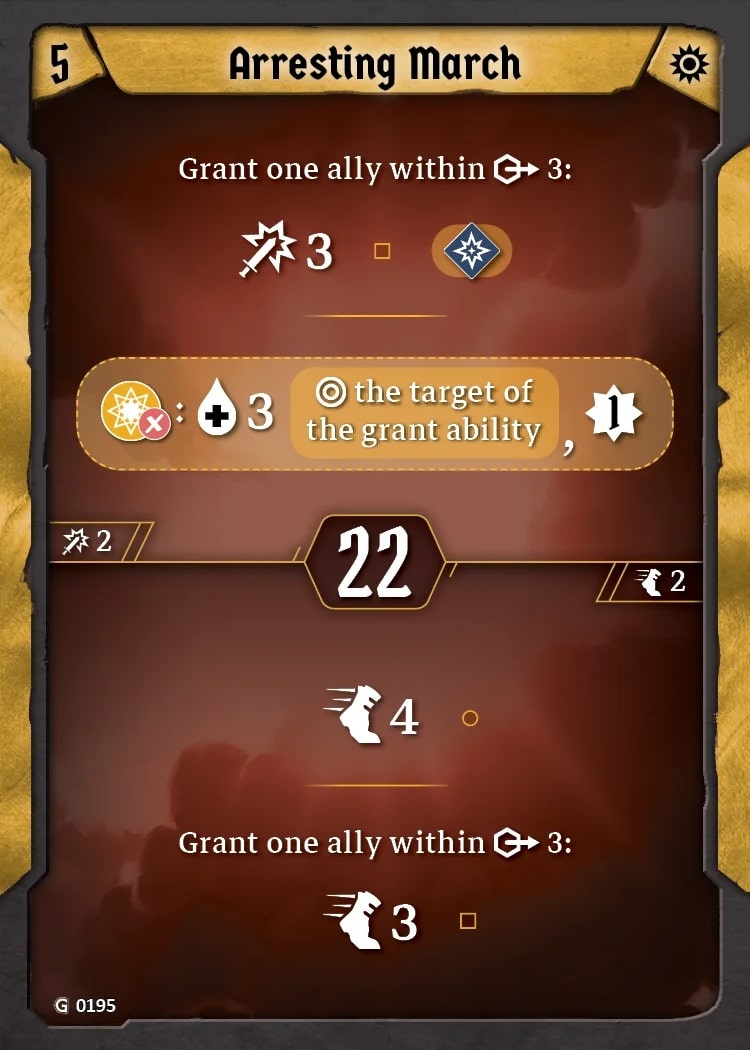 5
Arresting March
Grant one ally within 3:
3
: 3
the target of
the grant ability
, 1
2
22
2
4
Grant one ally within 3:
3
G 0195